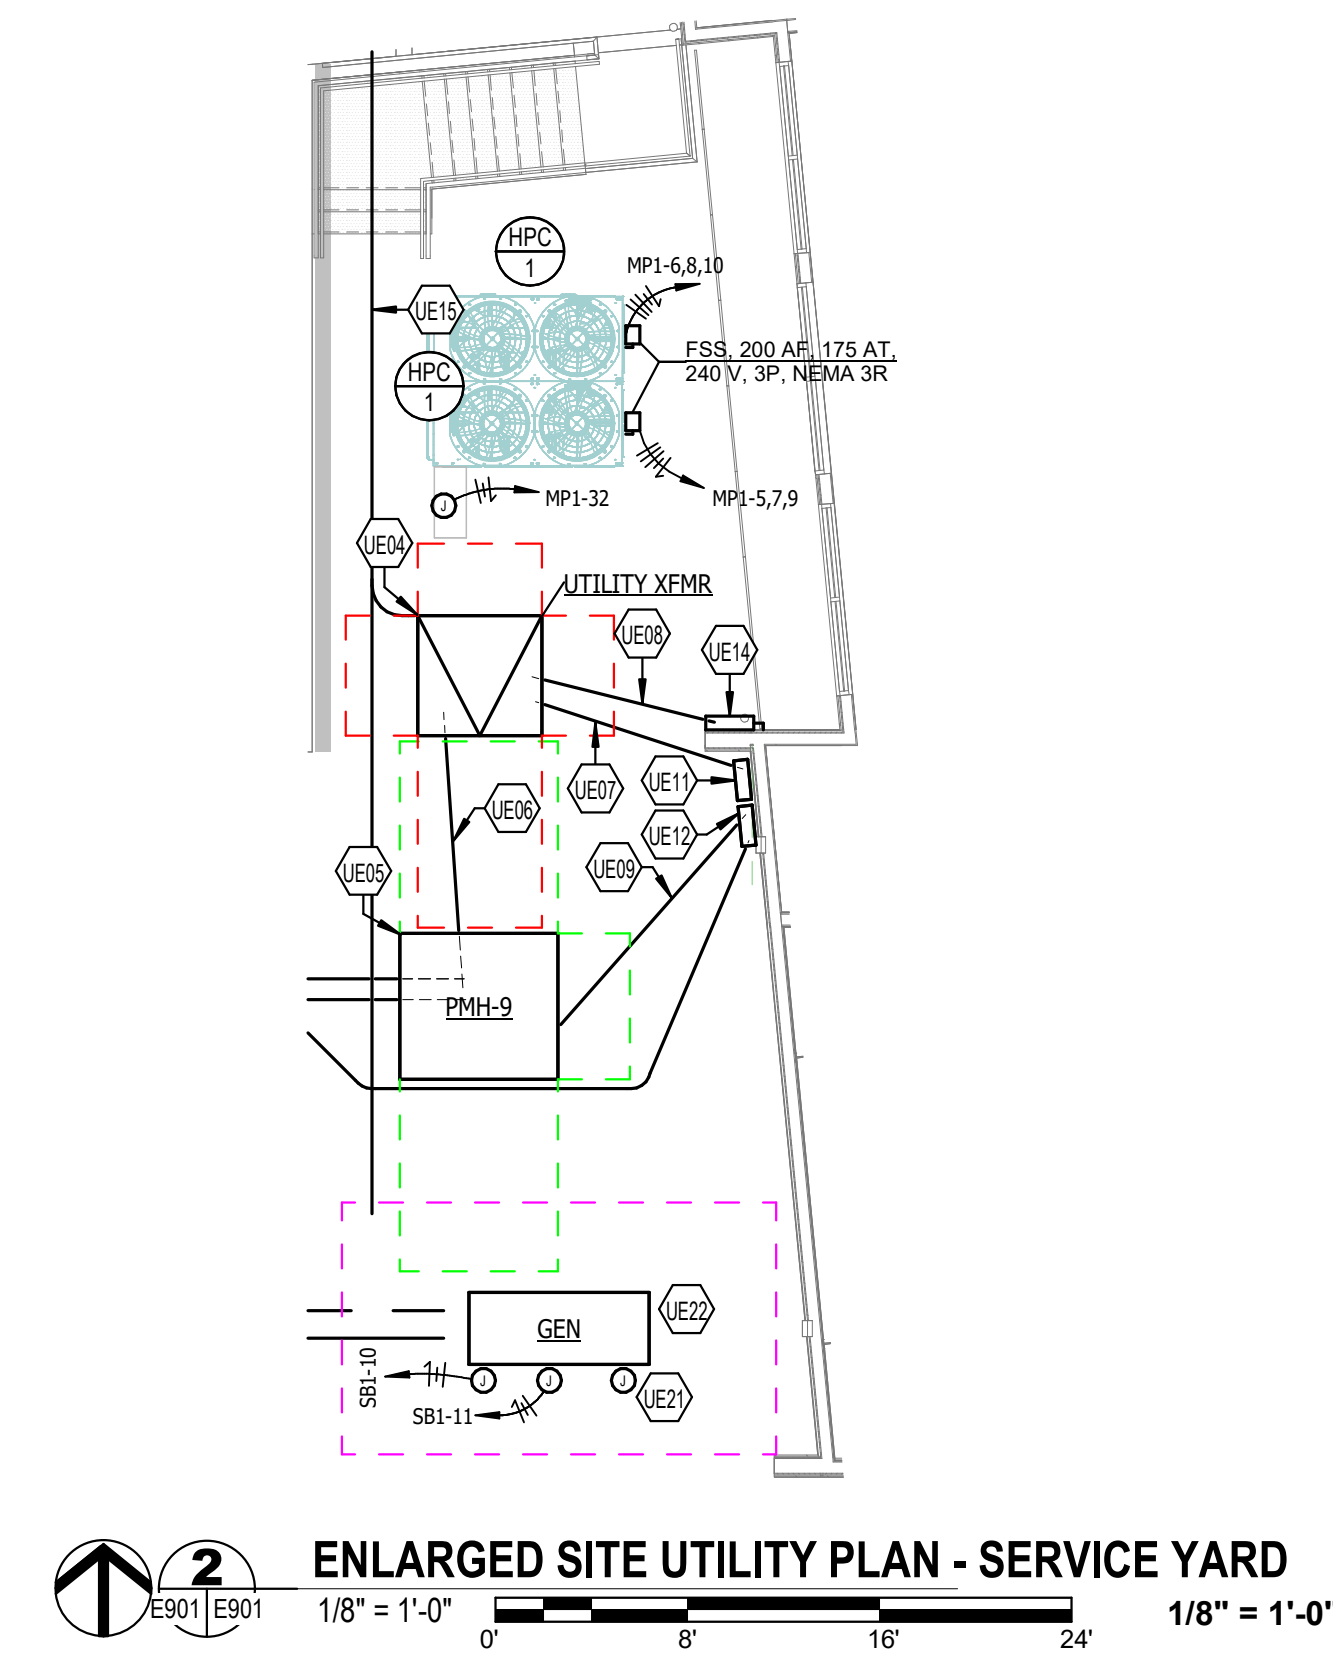 HPC
1
MP1-6,8,10
UE15
FSS, 200 AF, 175 AT,
240 V, 3P, NEMA 3R
HPC
1
J
MP1-32
MP1-5,7,9
UE04
UTILITY XFMR
UE08
UE14
UE07
UE11
UE06
UE12
UE05
UE09
PMH-9
GEN
UE22
SB1-10
J
J
J
UE21
SB1-11
2
E901
E901
ENLARGED SITE UTILITY PLAN - SERVICE YARD
1/8" = 1'-0"
1/8" = 1'-0"
0'
8'
16'
24'